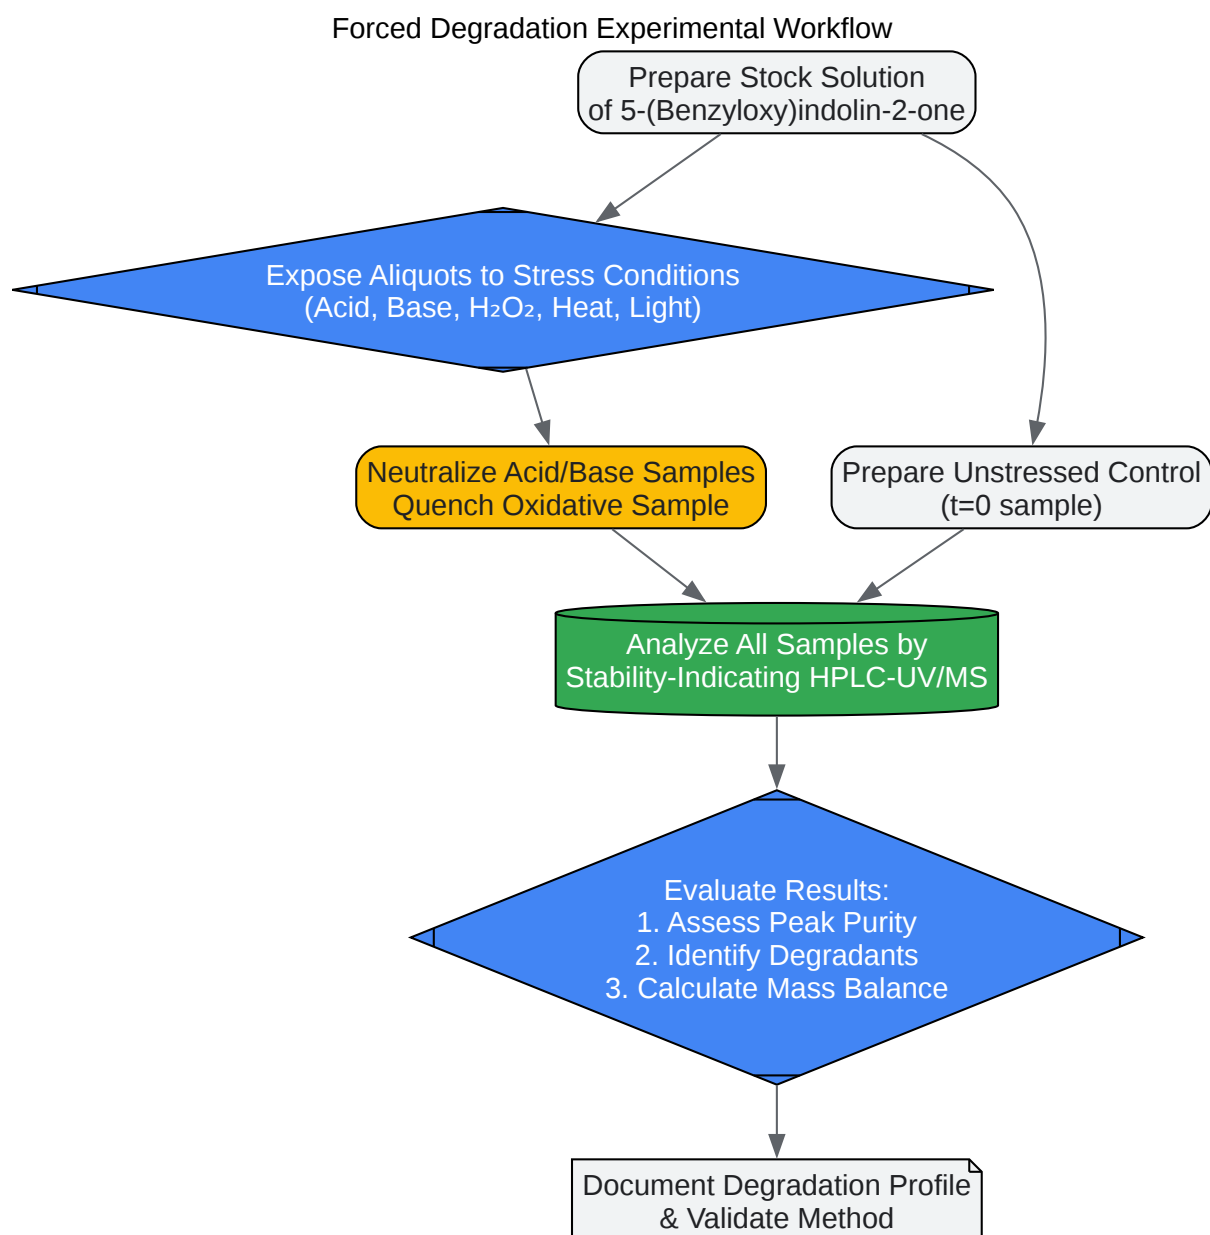 Forced Degradation Experimental Workflow
Prepare Stock Solution
of 5-(Benzyloxy)indolin-2-one
Expose Aliquots to Stress Conditions
(Acid, Base, H₂O₂, Heat, Light)
Neutralize Acid/Base Samples
Quench Oxidative Sample
Prepare Unstressed Control
(t=0 sample)
Analyze All Samples by
Stability-Indicating HPLC-UV/MS
Evaluate Results:
1. Assess Peak Purity
2. Identify Degradants
3. Calculate Mass Balance
Document Degradation Profile
& Validate Method